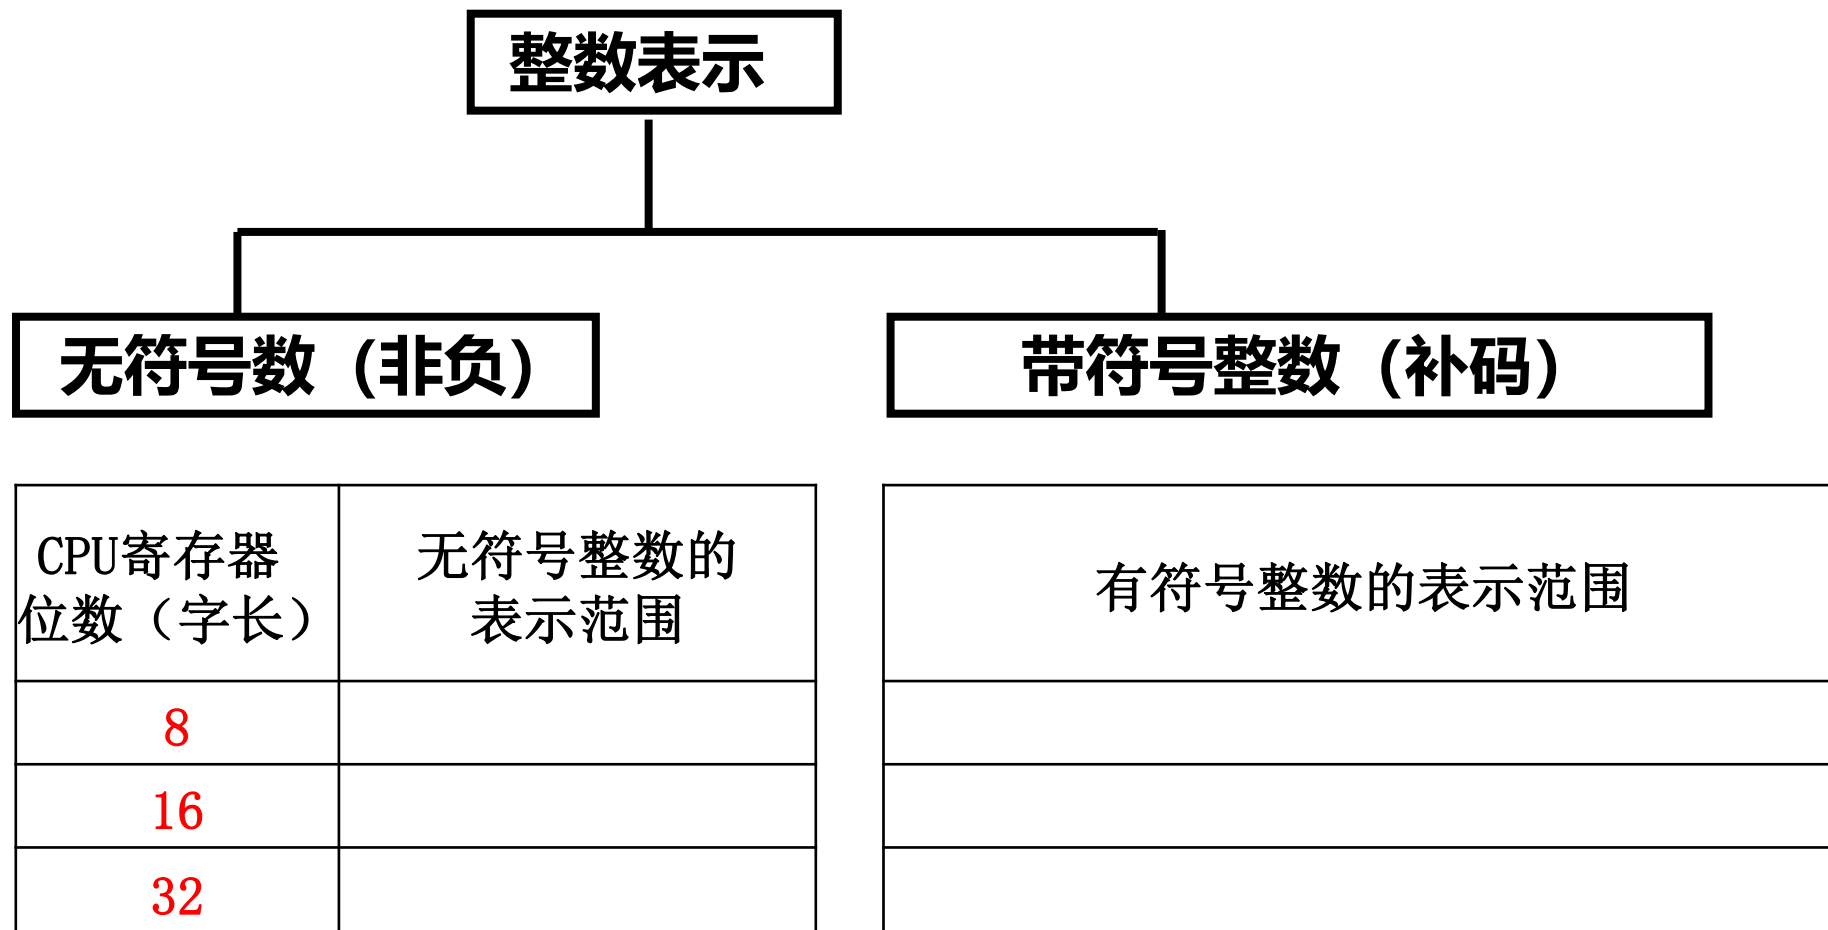 整数表示
无符号数（非负）
带符号整数（补码）
CPU寄存器
位数（字长）
无符号整数的
表示范围
有符号整数的表示范围
8
16
32